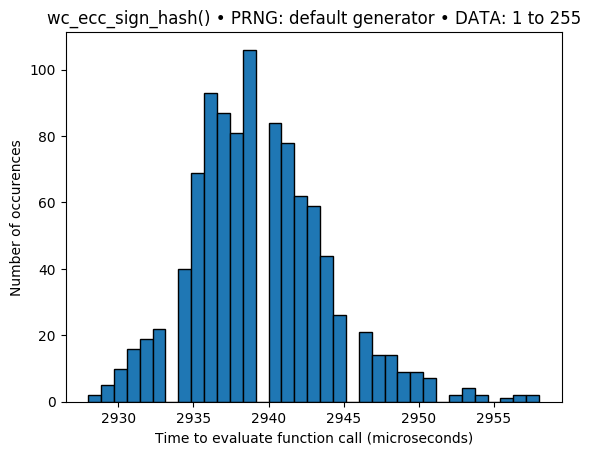 wc_ecc_sign_hash() • PRNG: default generator • DATA: 1 to 255
100
80
60
40
20
0
Number of occurences
2930 2935 2940 2945 2950 2955
Time to evaluate function call (microseconds)